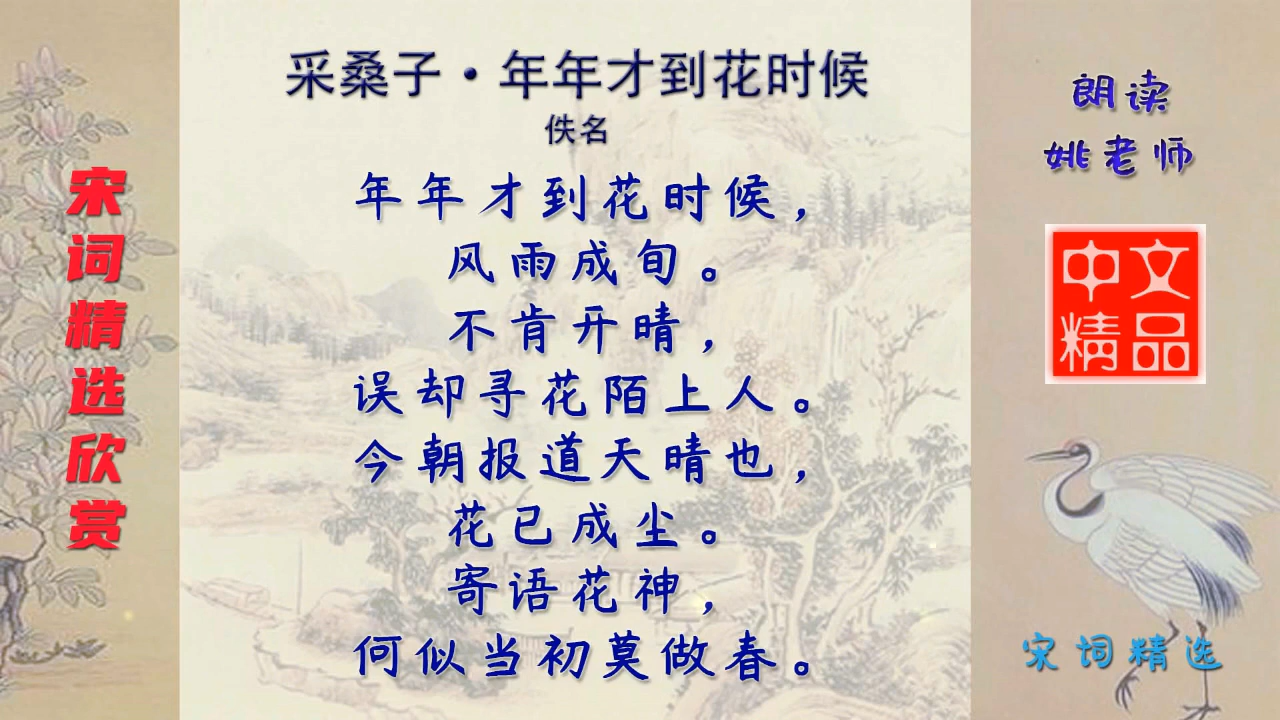 宋词精选欣赏
采桑子·年年才到花时候
佚名
年年才到花时候，
风雨成旬。
不肯开晴，
误却寻花陌上人。
今朝报道天晴也，
花已成尘。
寄语花神，
何似当初莫做春。
朗读
姚老师
中文
精品
宋词精选